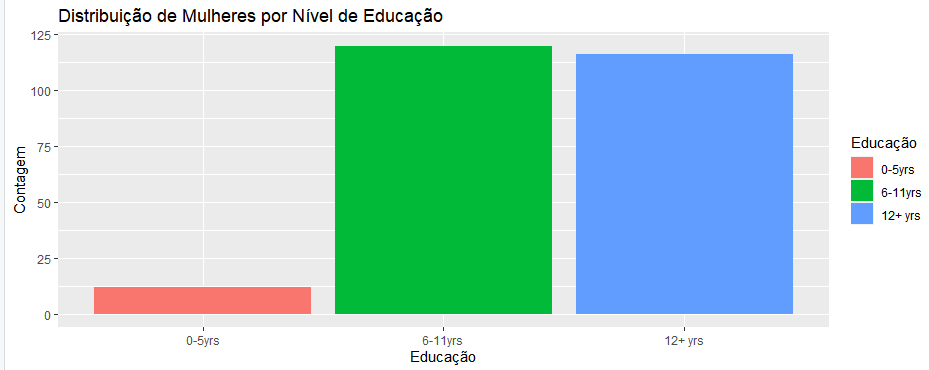 Distribuição de Mulheres por Nível de Educação
125
100
75
50
25
0
Contagem
0-5yrs
6-11yrs
12+ yrs
Educação
Educação
0-5yrs
6-11yrs
12+ yrs